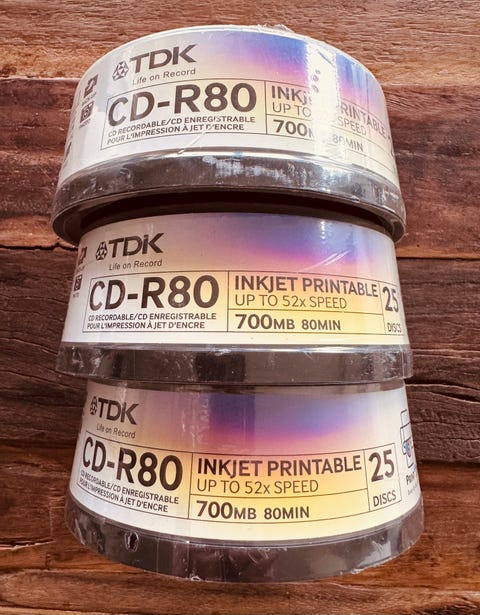 TDK
Life on Record
CD-R80
CD RECORDABLE/CD ENREGISTRABLE
POUR L'IMPRESSION À JET D'ENCRE
INKJET PRINTABLE
UP TO SPEED
700MB 80MIN
TDK
Life on Record
CD-R80
CD RECORDABLE/CD ENREGISTRABLE
POUR L'IMPRESSION À JET D'ENCRE
INKJET PRINTABLE
UP TO 52x SPEED
700MB 80MIN
25
DISCS
TDK
Life on Record
CD-R80
CD RECORDABLE/CD ENREGISTRABLE
POUR L'IMPRESSION À JET D'ENCRE
INKJET PRINTABLE
UP TO 52x SPEED
700MB 80MIN
25
DISCS